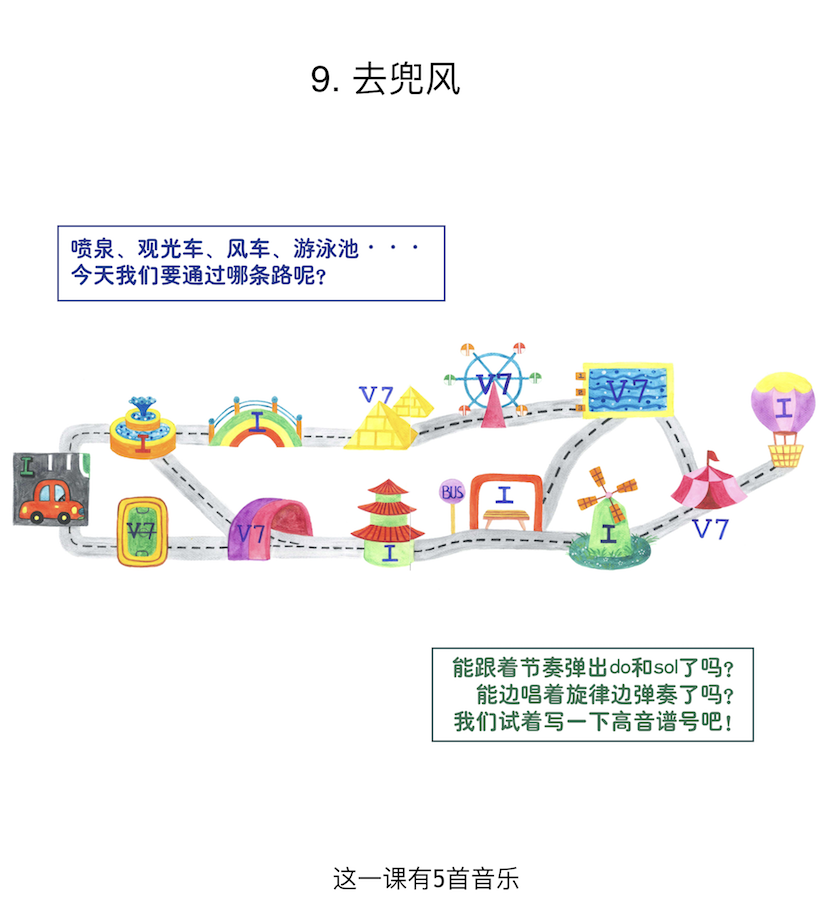 9. 去兜风
喷泉、观光车、风车、游泳池···
今天我们要通过哪条路呢？
V7
V7
V7
I
I
I
I
BUS
I
V7
V7
I
I
V7
能跟着节奏弹出do和sol了吗？
能边唱着旋律边弹奏了吗？
我们试着写一下高音谱号吧！
这一课有5首音乐